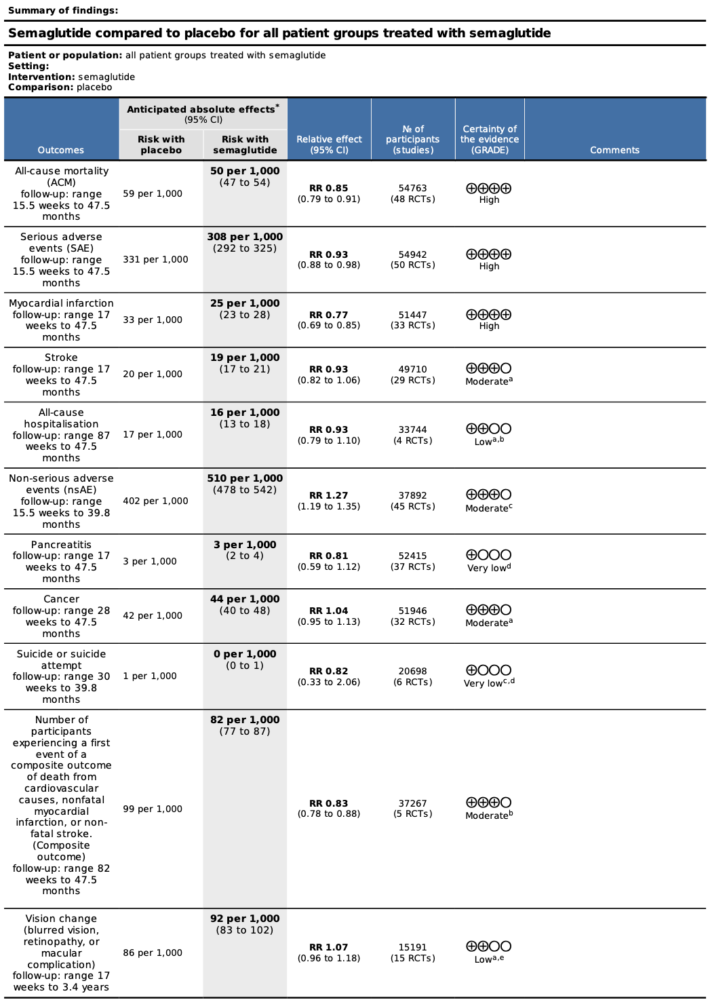 Summary of findings:
Semaglutide compared to placebo for all patient groups treated with semaglutide
Patient or population: all patient groups treated with semaglutide
Setting:
Intervention: semaglutide
Comparison: placebo
Outcomes
Anticipated absolute effects*
(95% CI)
Risk with
placebo
Risk with
semaglutide
Relative effect
(95% CI)
№ of
participants
(studies)
Certainty of
the evidence
(GRADE)
Comments
All-cause mortality
(ACM)
follow-up: range
15.5 weeks to 47.5
months
59 per 1,000
50 per 1,000
(47 to 54)
RR 0.85
(0.79 to 0.91)
54763
(48 RCTs)
⊕⊕⊕⊕
High
Serious adverse
events (SAE)
follow-up: range
15.5 weeks to 47.5
months
331 per 1,000
308 per 1,000
(292 to 325)
RR 0.93
(0.88 to 0.98)
54942
(50 RCTs)
⊕⊕⊕⊕
High
Myocardial infarction
follow-up: range 17
weeks to 47.5
months
33 per 1,000
25 per 1,000
(23 to 28)
RR 0.77
(0.69 to 0.85)
51447
(33 RCTs)
⊕⊕⊕⊕
High
Stroke
follow-up: range 17
weeks to 47.5
months
20 per 1,000
19 per 1,000
(17 to 21)
RR 0.93
(0.82 to 1.06)
49710
(29 RCTs)
⊕⊕⊕◯
Moderateᵃ
All-cause
hospitalisation
follow-up: range 87
weeks to 47.5
months
17 per 1,000
16 per 1,000
(13 to 18)
RR 0.93
(0.79 to 1.10)
33744
(4 RCTs)
⊕⊕◯◯
Lowᵃ,ᵇ
Non-serious adverse
events (nsAE)
follow-up: range
15.5 weeks to 39.8
months
402 per 1,000
510 per 1,000
(478 to 542)
RR 1.27
(1.19 to 1.35)
37892
(45 RCTs)
⊕⊕⊕◯
Moderateᶜ
Pancreatitis
follow-up: range 17
weeks to 47.5
months
3 per 1,000
3 per 1,000
(2 to 4)
RR 0.81
(0.59 to 1.12)
52415
(37 RCTs)
⊕◯◯◯
Very lowᵈ
Cancer
follow-up: range 28
weeks to 47.5
months
42 per 1,000
44 per 1,000
(40 to 48)
RR 1.04
(0.95 to 1.13)
51946
(32 RCTs)
⊕⊕⊕◯
Moderateᵃ
Suicide or suicide
attempt
follow-up: range 30
weeks to 39.8
months
1 per 1,000
0 per 1,000
(0 to 1)
RR 0.82
(0.33 to 2.06)
20698
(6 RCTs)
⊕◯◯◯
Very lowᶜ,ᵈ
Number of
participants
experiencing a first
event of a
composite outcome
of death from
cardiovascular
causes, nonfatal
myocardial
infarction, or non-
fatal stroke.
(Composite
outcome)
follow-up: range 82
weeks to 47.5
months
99 per 1,000
82 per 1,000
(77 to 87)
RR 0.83
(0.78 to 0.88)
37267
(5 RCTs)
⊕⊕⊕◯
Moderateᵇ
Vision change
(blurred vision,
retinopathy, or
macular
complication)
follow-up: range 17
weeks to 3.4 years
86 per 1,000
92 per 1,000
(83 to 102)
RR 1.07
(0.96 to 1.18)
15191
(15 RCTs)
⊕⊕◯◯
Lowᵃ,ᵉ